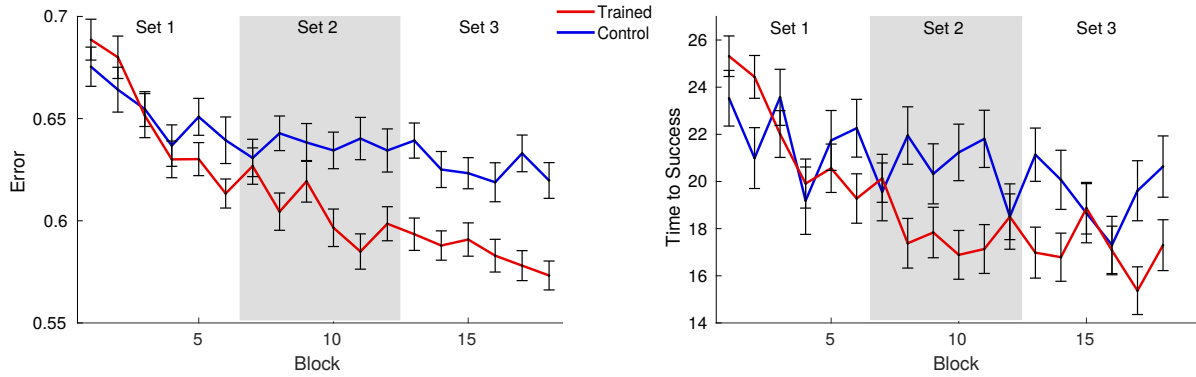 0.7
Set 1
Set 2
Set 3
Trained
Control
0.65
Error
0.6
0.55
5
10
15
Block
26
Set 1
Set 2
Set 3
24
22
20
Time to Success
18
16
14
5
10
15
Block